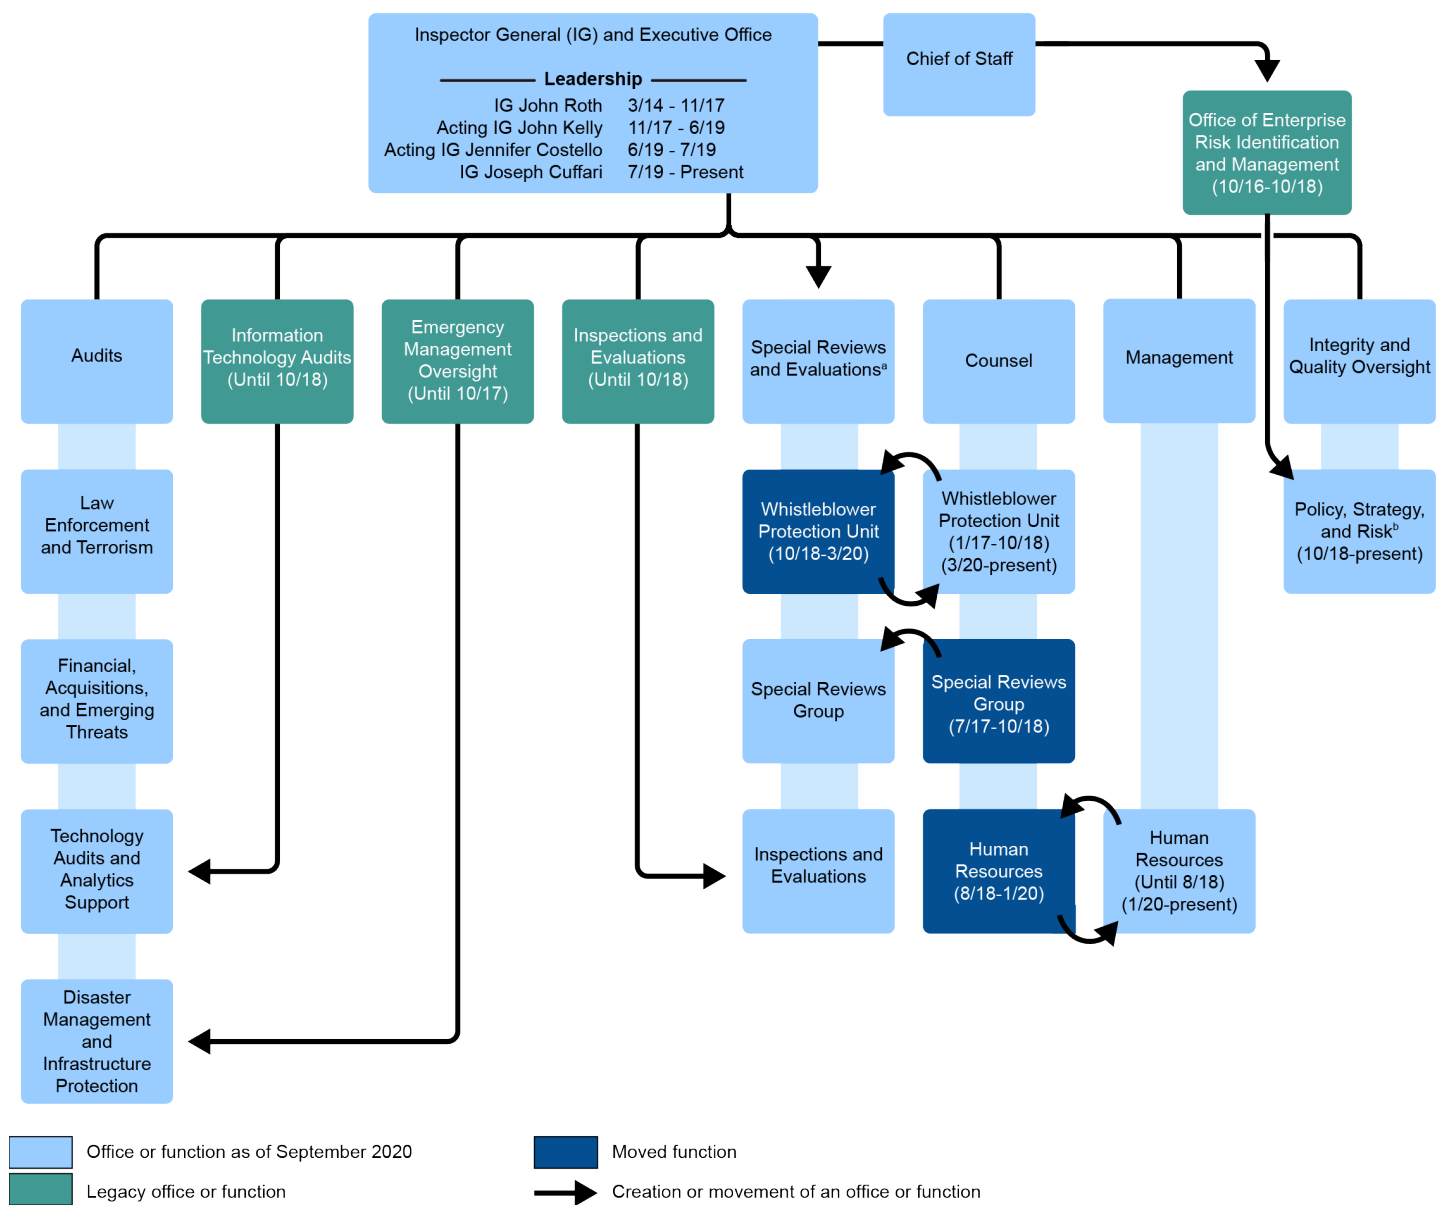 Inspector General (IG) and Executive Office
Leadership
IG John Roth 3/14 - 11/17
Acting IG John Kelly 11/17 - 6/19
Acting IG Jennifer Costello 6/19 - 7/19
IG Joseph Cuffari 7/19 - Present
Chief of Staff
Office of Enterprise
Risk Identification
and Management
(10/16-10/18)
Audits
Information
Technology Audits
(Until 10/18)
Emergency
Management
Oversight
(Until 10/17)
Inspections and
Evaluations
(Until 10/18)
Special Reviews
and Evaluationsᵃ
Counsel
Management
Integrity and
Quality Oversight
Law
Enforcement
and Terrorism
Whistleblower
Protection Unit
(10/18-3/20)
Whistleblower
Protection Unit
(1/17-10/18)
(3/20-present)
Policy, Strategy,
and Riskᵇ
(10/18-present)
Financial,
Acquisitions,
and Emerging
Threats
Special Reviews
Group
Special Reviews
Group
(7/17-10/18)
Technology
Audits and
Analytics
Support
Inspections and
Evaluations
Human
Resources
(8/18-1/20)
Human
Resources
(Until 8/18)
(1/20-present)
Disaster
Management
and
Infrastructure
Protection
Office or function as of September 2020
Moved function
Legacy office or function
Creation or movement of an office or function